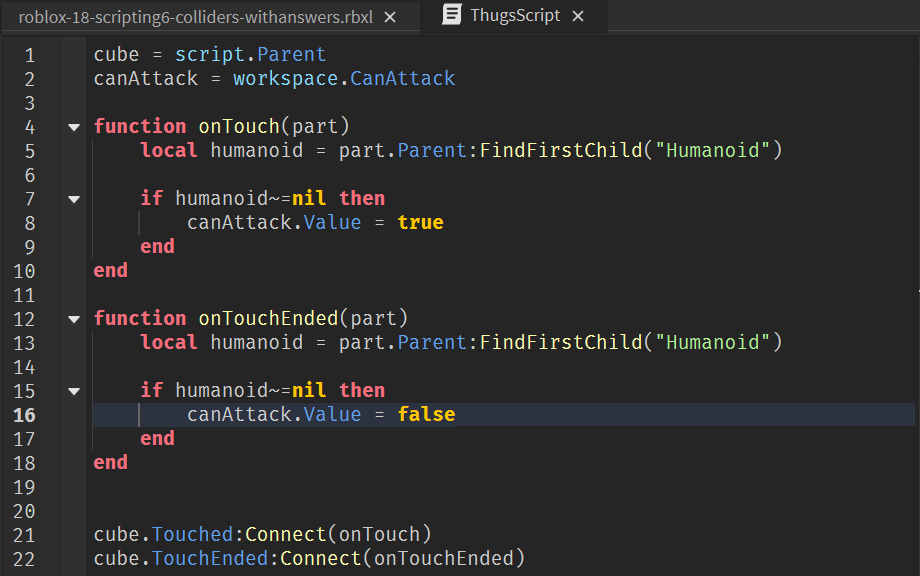 roblox-18-scripting6-colliders-withanswers.rbxl ×  ThugsScript ×
1 cube = script.Parent
2 canAttack = workspace.CanAttack
3
4 function onTouch(part)
5     local humanoid = part.Parent:FindFirstChild("Humanoid")
6
7     if humanoid~=nil then
8         canAttack.Value = true
9     end
10 end
11
12 function onTouchEnded(part)
13     local humanoid = part.Parent:FindFirstChild("Humanoid")
14
15     if humanoid~=nil then
16         canAttack.Value = false
17     end
18 end
19
20
21 cube.Touched:Connect(onTouch)
22 cube.TouchEnded:Connect(onTouchEnded)